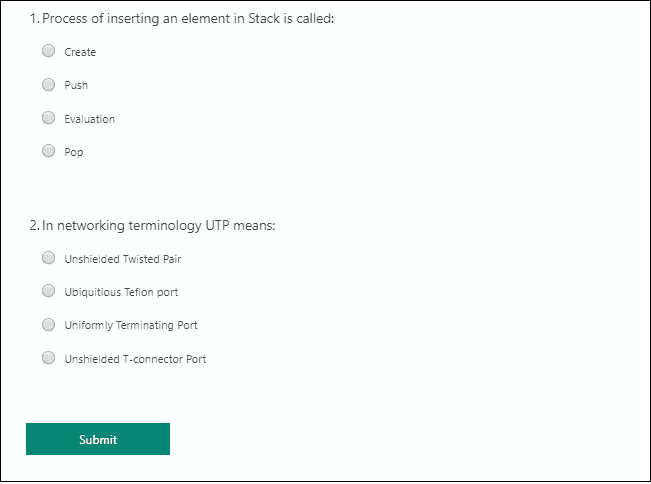 1. Process of inserting an element in Stack is called:
Create
Push
Evaluation
Pop
2. In networking terminology UTP means:
Unshielded Twisted Pair
Ubiquitious Teflon port
Uniformly Terminating Port
Unshielded T-connector Port
Submit